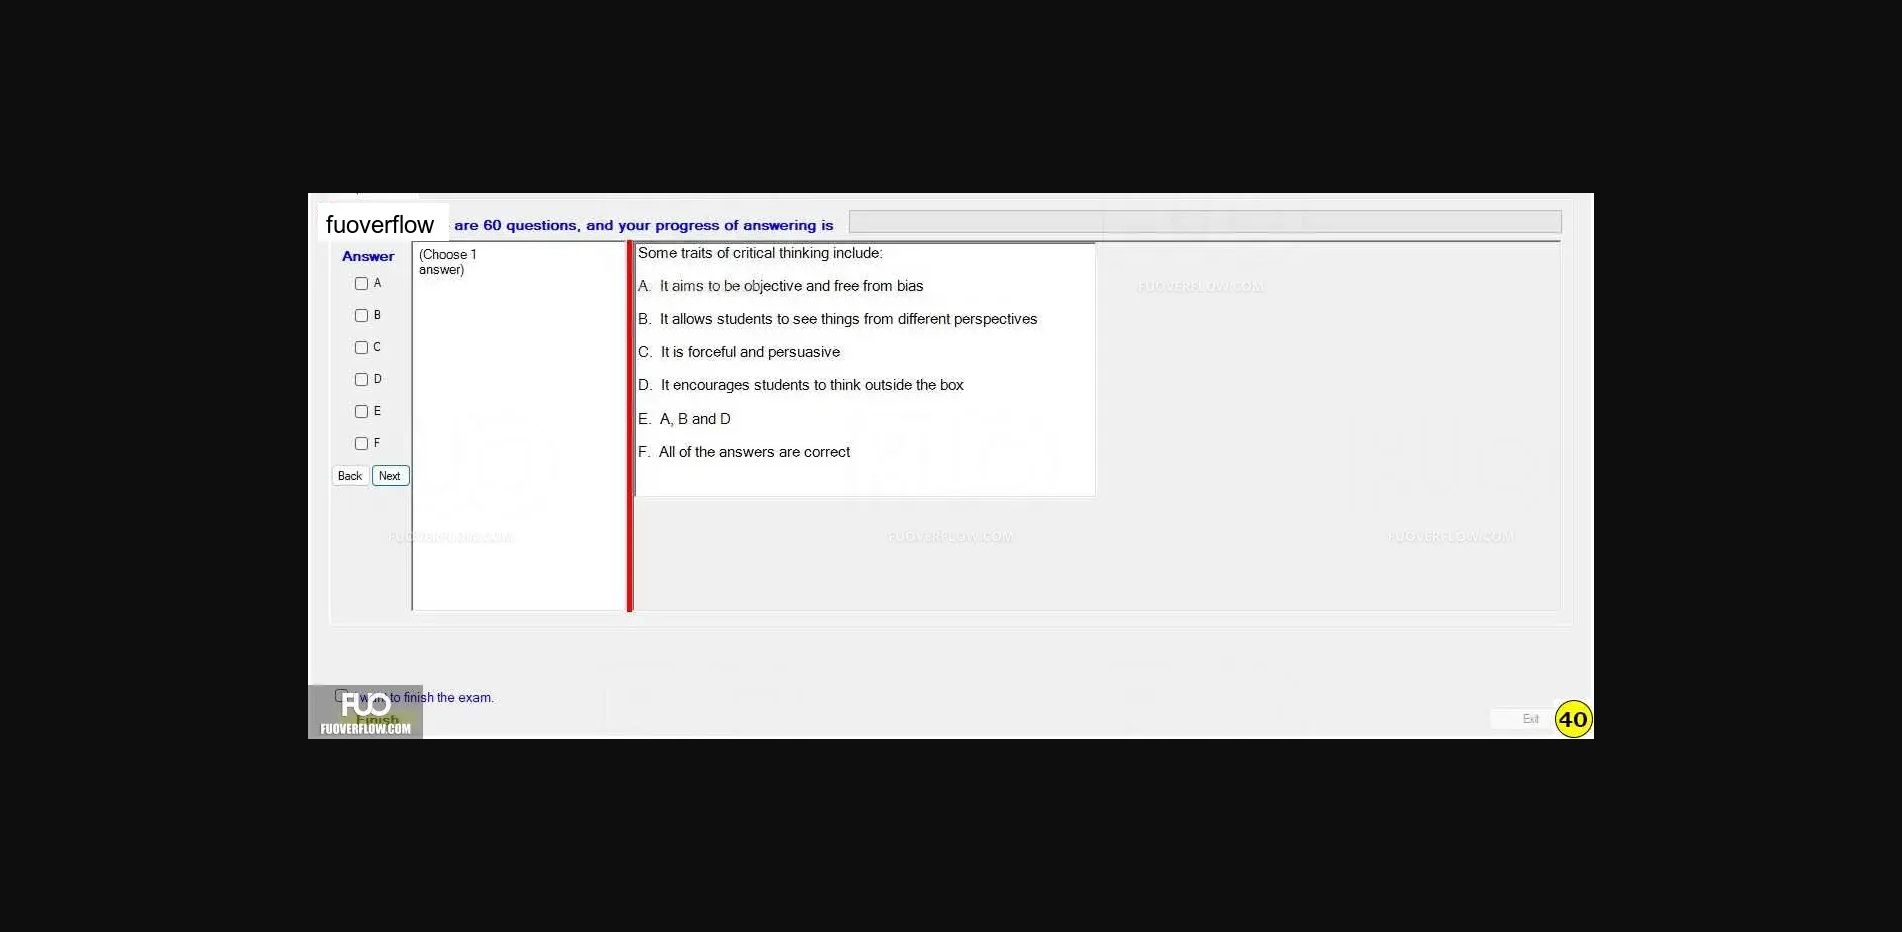 fuoverflow are 60 questions, and your progress of answering is
Answer
(Choose 1
answer)
A
B
C
D
E
F
Back Next
Some traits of critical thinking include:
A. It aims to be objective and free from bias
B. It allows students to see things from different perspectives
C. It is forceful and persuasive
D. It encourages students to think outside the box
E. A, B and D
F. All of the answers are correct
FUOVERFLOW.COM
FUOVERFLOW.COM
FUOVERFLOW.COM
FUOVERFLOW.COM
I want to finish the exam.
FUO
Finish
FUOVERFLOW.COM
Exit
40